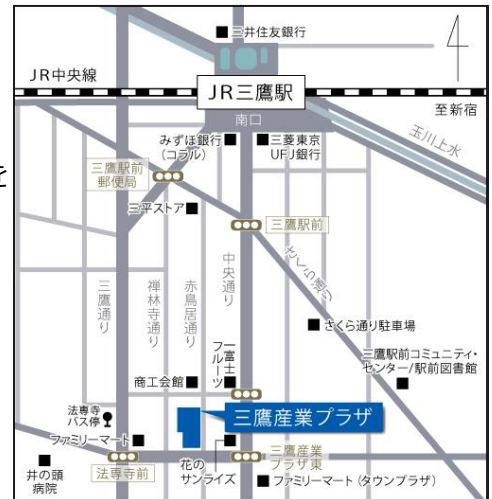 三井住友銀行
JR中央線
JR三鷹駅
至新宿
南口
玉川上水
みずほ銀行
(コラル)
三菱東京
UFJ銀行
三鷹駅前
郵便局
を
三平ストア
三鷹駅前
さくら通り
中央通り
三鷹通り
禅林寺通り
赤鳥居通り
さくら通り駐車場
一富士
フルーツ
三鷹駅前コミュニティ・
センター/駅前図書館
商工会館
三鷹産業プラザ
法専寺
バス停
ファミリーマート
井の頭
病院
法専寺前
花の
サンライズ
三鷹産業
プラザ東
ファミリーマート(タウンプラザ)